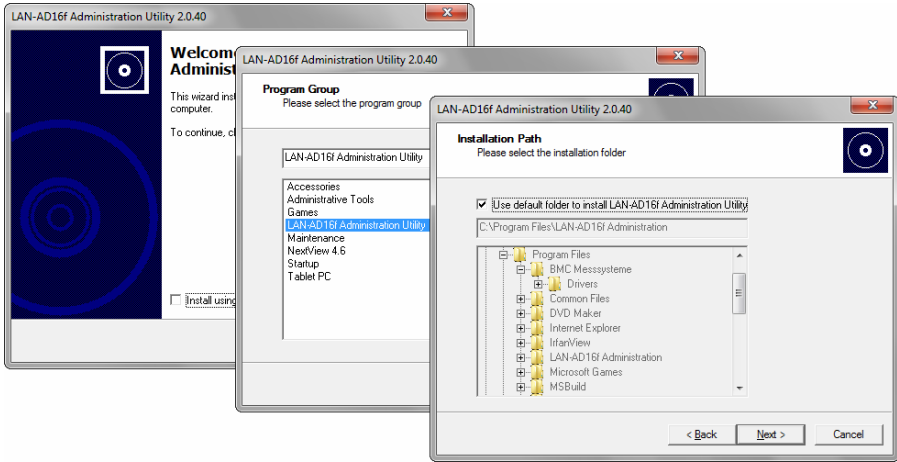 LAN-AD16f Administration Utility 2.0.40
Administ
This wizard
computer.
To continue,
Install using
LAN-AD16f Administration Utility 2.0.40
Program Group
Please select the program group
LAN-AD16f Administration Utility
Accessories
Administrative Tools
Games
LAN-AD16f Administration Utility
Maintenance
NextView 4.6
Startup
Tablet PC
LAN-AD16f Administration Utility 2.0.40
Installation Path
Please select the installation folder
Use default folder to install LAN-AD16f Administration Utility
C:\Program Files\LAN-AD16f Administration
Program Files
BMC Messsysteme
Drivers
Common Files
DVD Maker
Internet Explorer
IrfanView
LAN-AD16f Administration
Microsoft Games
MSBuild
< Back Next > Cancel